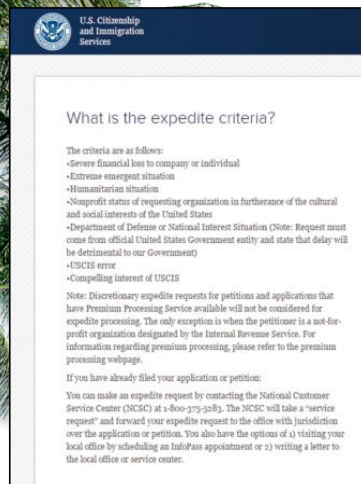 U.S. Citizenship
and Immigration
Services
What is the expedite criteria?
The criteria are as follows:
•Severe financial loss to company or individual
•Extreme emergent situation
•Humanitarian situation
•Nonprofit status of requesting organization in furtherance of the cultural
and social interests of the United States
•Department of Defense or National Interest Situation (Note: Request must
come from official United States Government entity and state that delay will
be detrimental to our Government)
•USCIS error
•Compelling interest of USCIS
Note: Discretionary expedite requests for petitions and applications that
have Premium Processing Service available will not be considered for
expedite processing. The only exception is when the petitioner is a not-for-
profit organization designated by the Internal Revenue Service. For
information regarding premium processing, please refer to the premium
processing webpage.
If you have already filed your application or petition:
You can make an expedite request by contacting the National Customer
Service Center (NCSC) at 1-800-375-5283. The NCSC will take a “service
request” and forward your expedite request to the office with jurisdiction
over the application or petition. You also have the options of 1) visiting your
local office by scheduling an InfoPass appointment or 2) writing a letter to
the local office or service center.